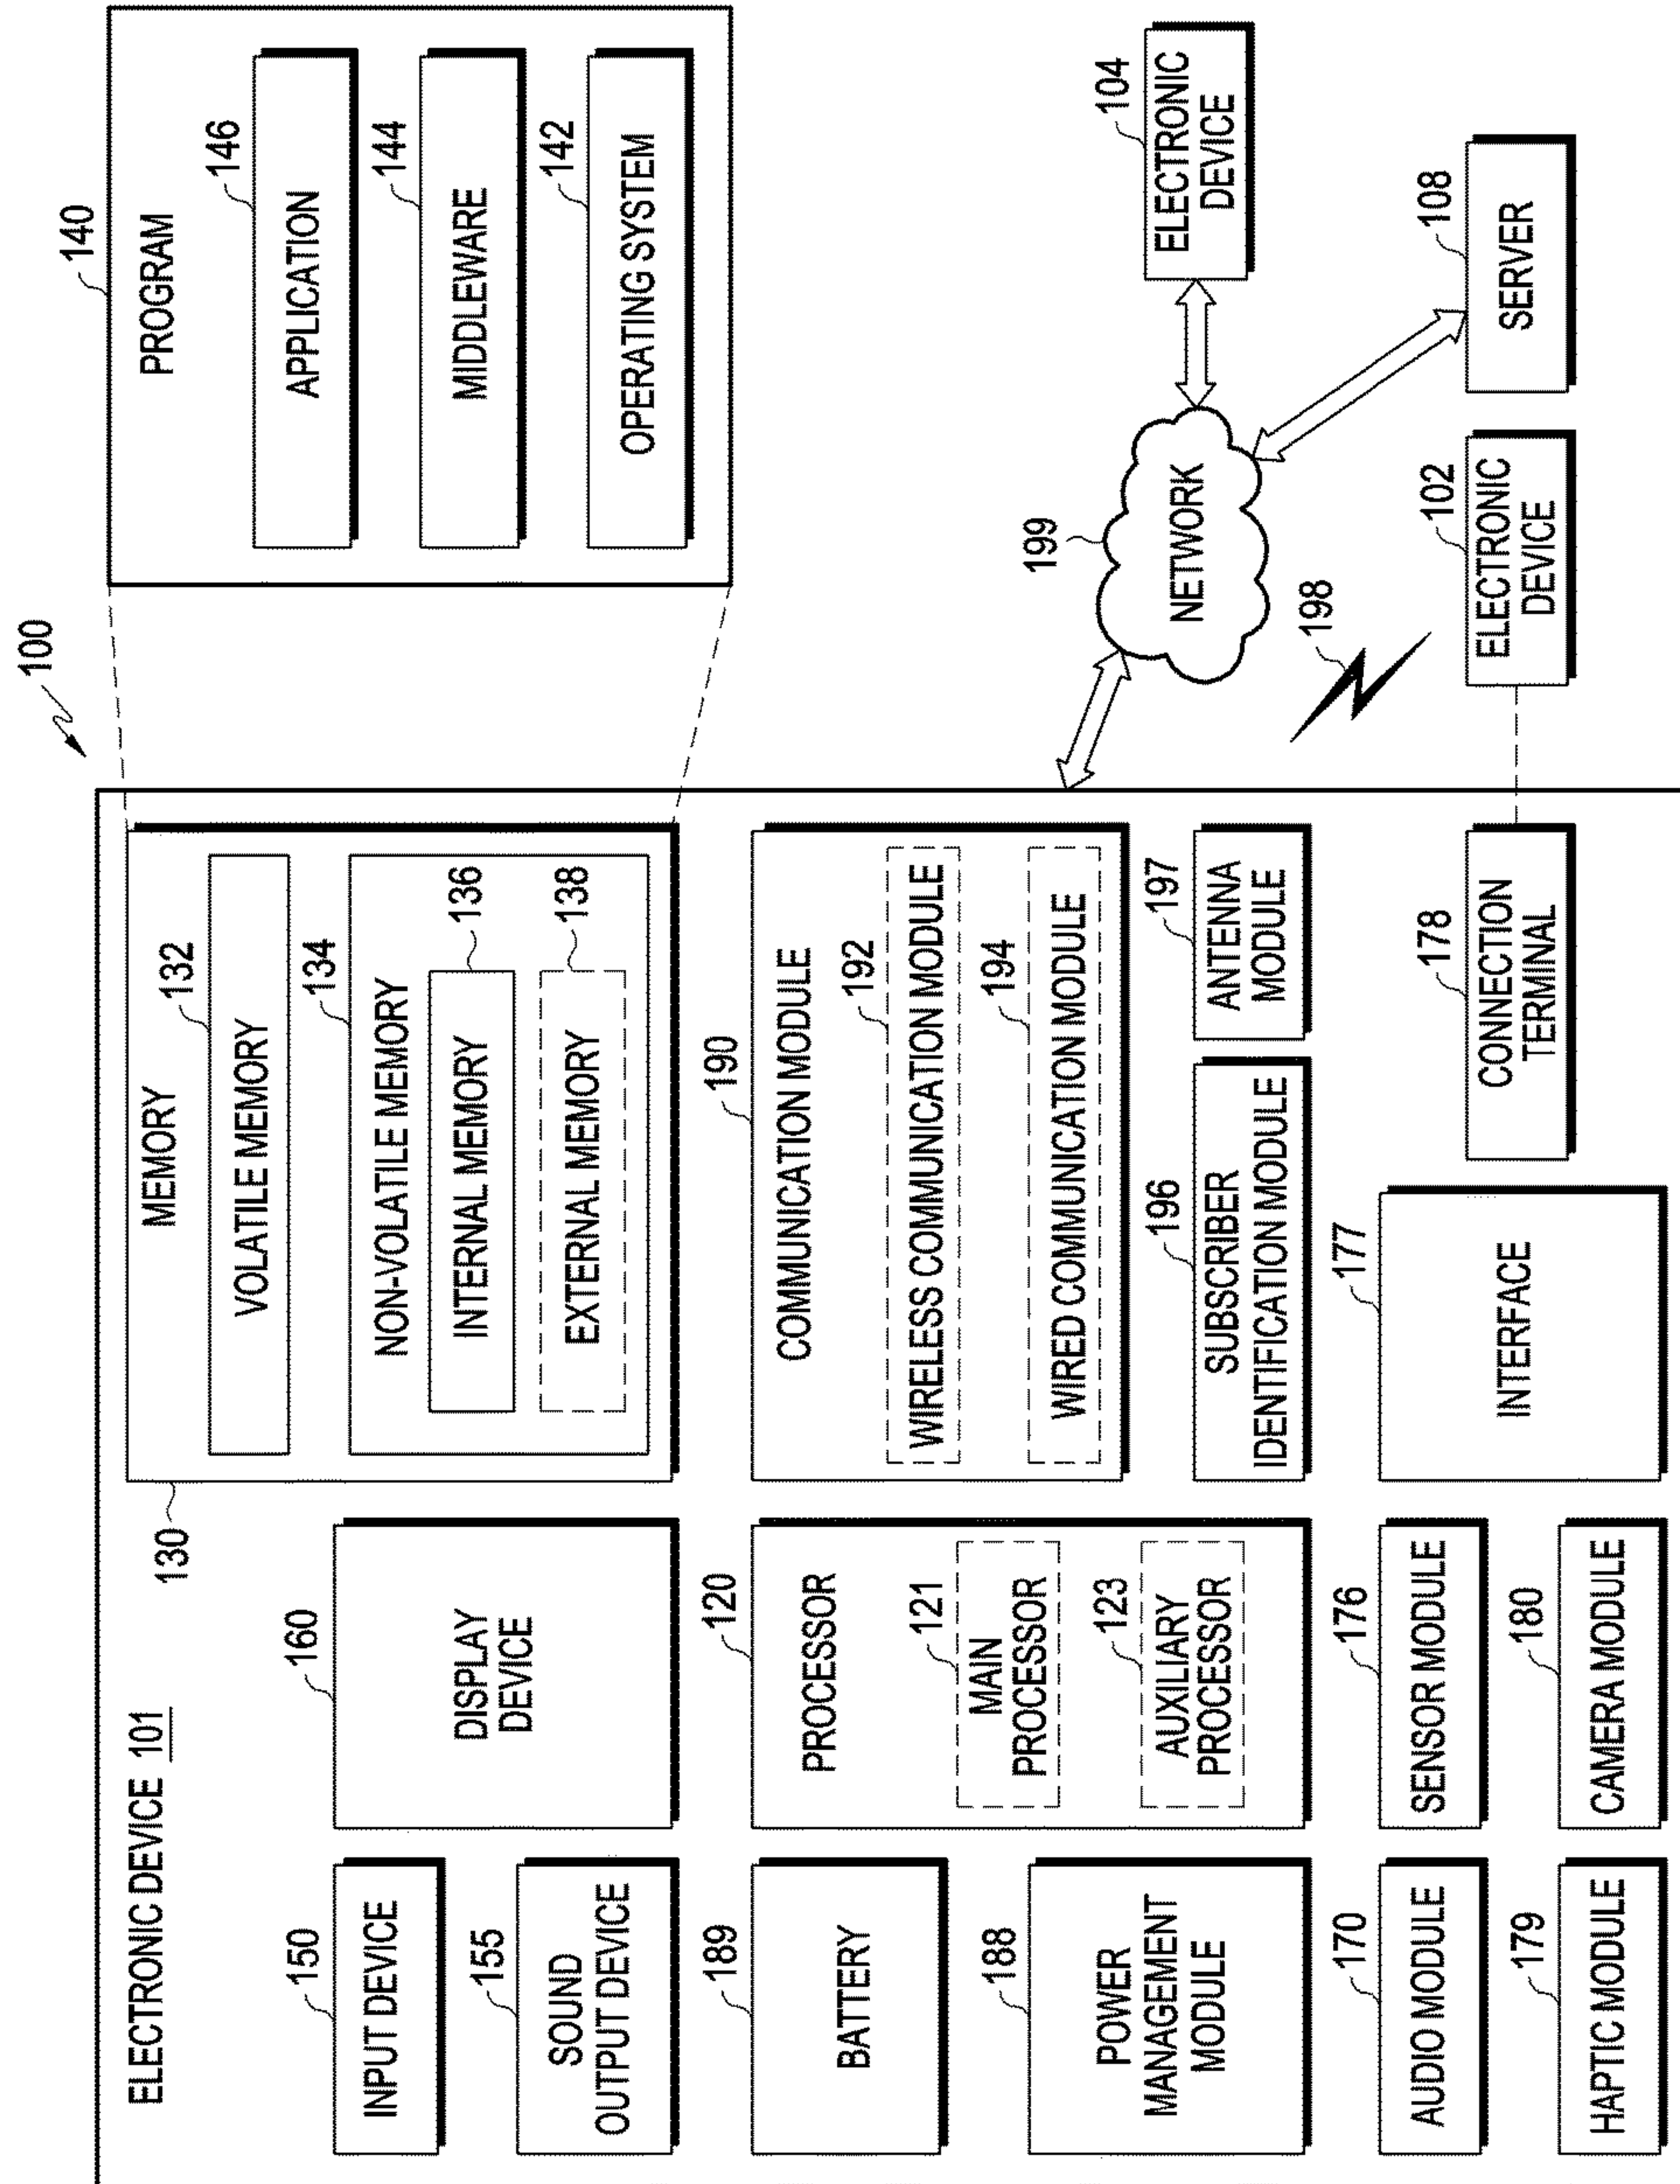 100
ELECTRONIC DEVICE 101
130
MEMORY
VOLATILE MEMORY
132
NON-VOLATILE MEMORY
134
INTERNAL MEMORY
136
EXTERNAL MEMORY
138
140
PROGRAM
146
APPLICATION
144
MIDDLEWARE
142
OPERATING SYSTEM
150
INPUT DEVICE
155
SOUND
OUTPUT DEVICE
160
DISPLAY
DEVICE
189
BATTERY
188
POWER
MANAGEMENT
MODULE
120
PROCESSOR
121
MAIN
PROCESSOR
123
AUXILIARY
PROCESSOR
190
COMMUNICATION MODULE
192
WIRELESS COMMUNICATION MODULE
194
WIRED COMMUNICATION MODULE
196
SUBSCRIBER
IDENTIFICATION MODULE
197
ANTENNA
MODULE
199
NETWORK
104
ELECTRONIC
DEVICE
198
108
SERVER
102
ELECTRONIC
DEVICE
170
AUDIO MODULE
176
SENSOR MODULE
177
INTERFACE
178
CONNECTION
TERMINAL
179
HAPTIC MODULE
180
CAMERA MODULE